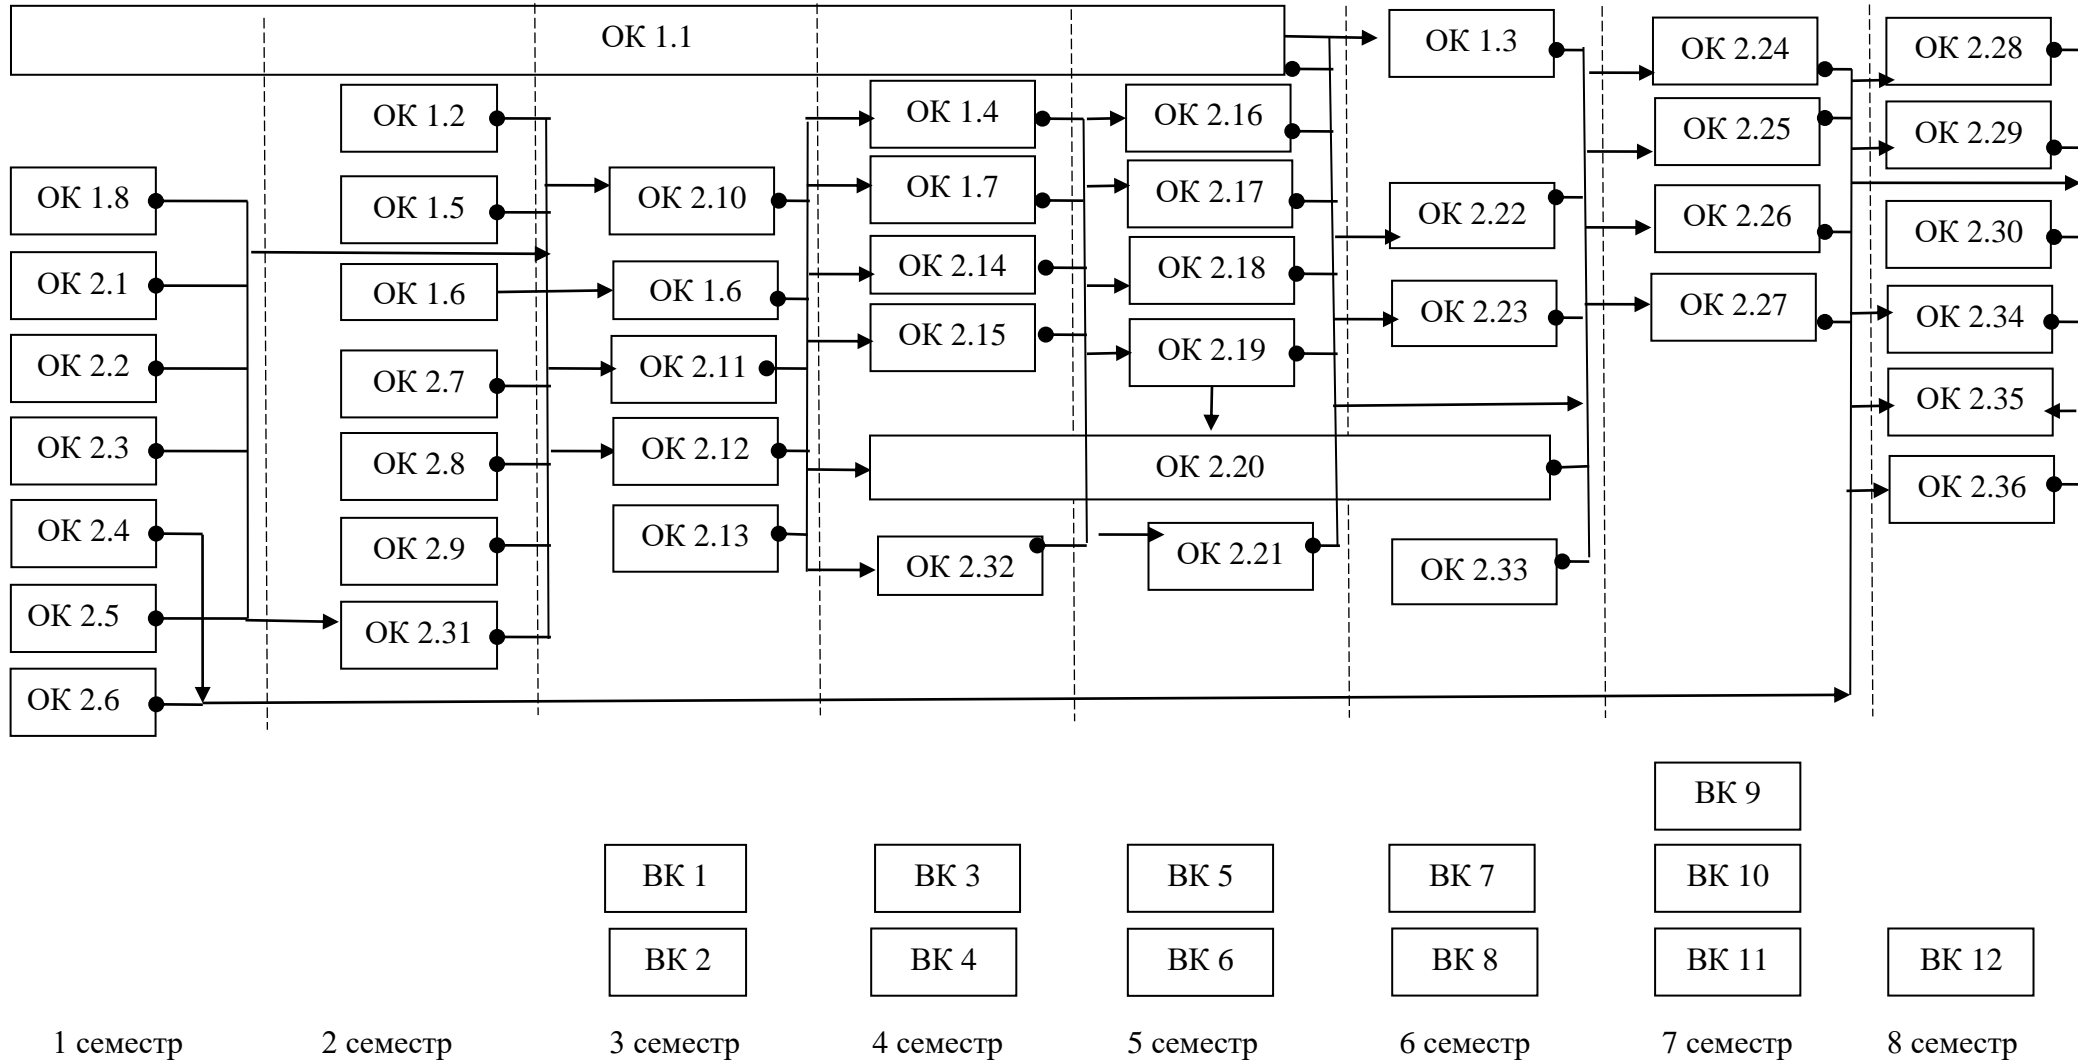 ОК 1.1
ОК 1.8
ОК 2.1
ОК 2.2
ОК 2.3
ОК 2.4
ОК 2.5
ОК 2.6
ОК 1.2
ОК 1.5
ОК 1.6
ОК 2.7
ОК 2.8
ОК 2.9
ОК 2.31
ОК 2.10
ОК 1.6
ОК 2.11
ОК 2.12
ОК 2.13
ОК 1.4
ОК 1.7
ОК 2.14
ОК 2.15
ОК 2.20
ОК 2.32
ОК 2.16
ОК 2.17
ОК 2.18
ОК 2.19
ОК 2.21
ОК 1.3
ОК 2.22
ОК 2.23
ОК 2.33
ОК 2.24
ОК 2.25
ОК 2.26
ОК 2.27
ОК 2.28
ОК 2.29
ОК 2.30
ОК 2.34
ОК 2.35
ОК 2.36
ВК 9
ВК 1
ВК 3
ВК 5
ВК 7
ВК 10
ВК 2
ВК 4
ВК 6
ВК 8
ВК 11
ВК 12
1 семестр
2 семестр
3 семестр
4 семестр
5 семестр
6 семестр
7 семестр
8 семестр